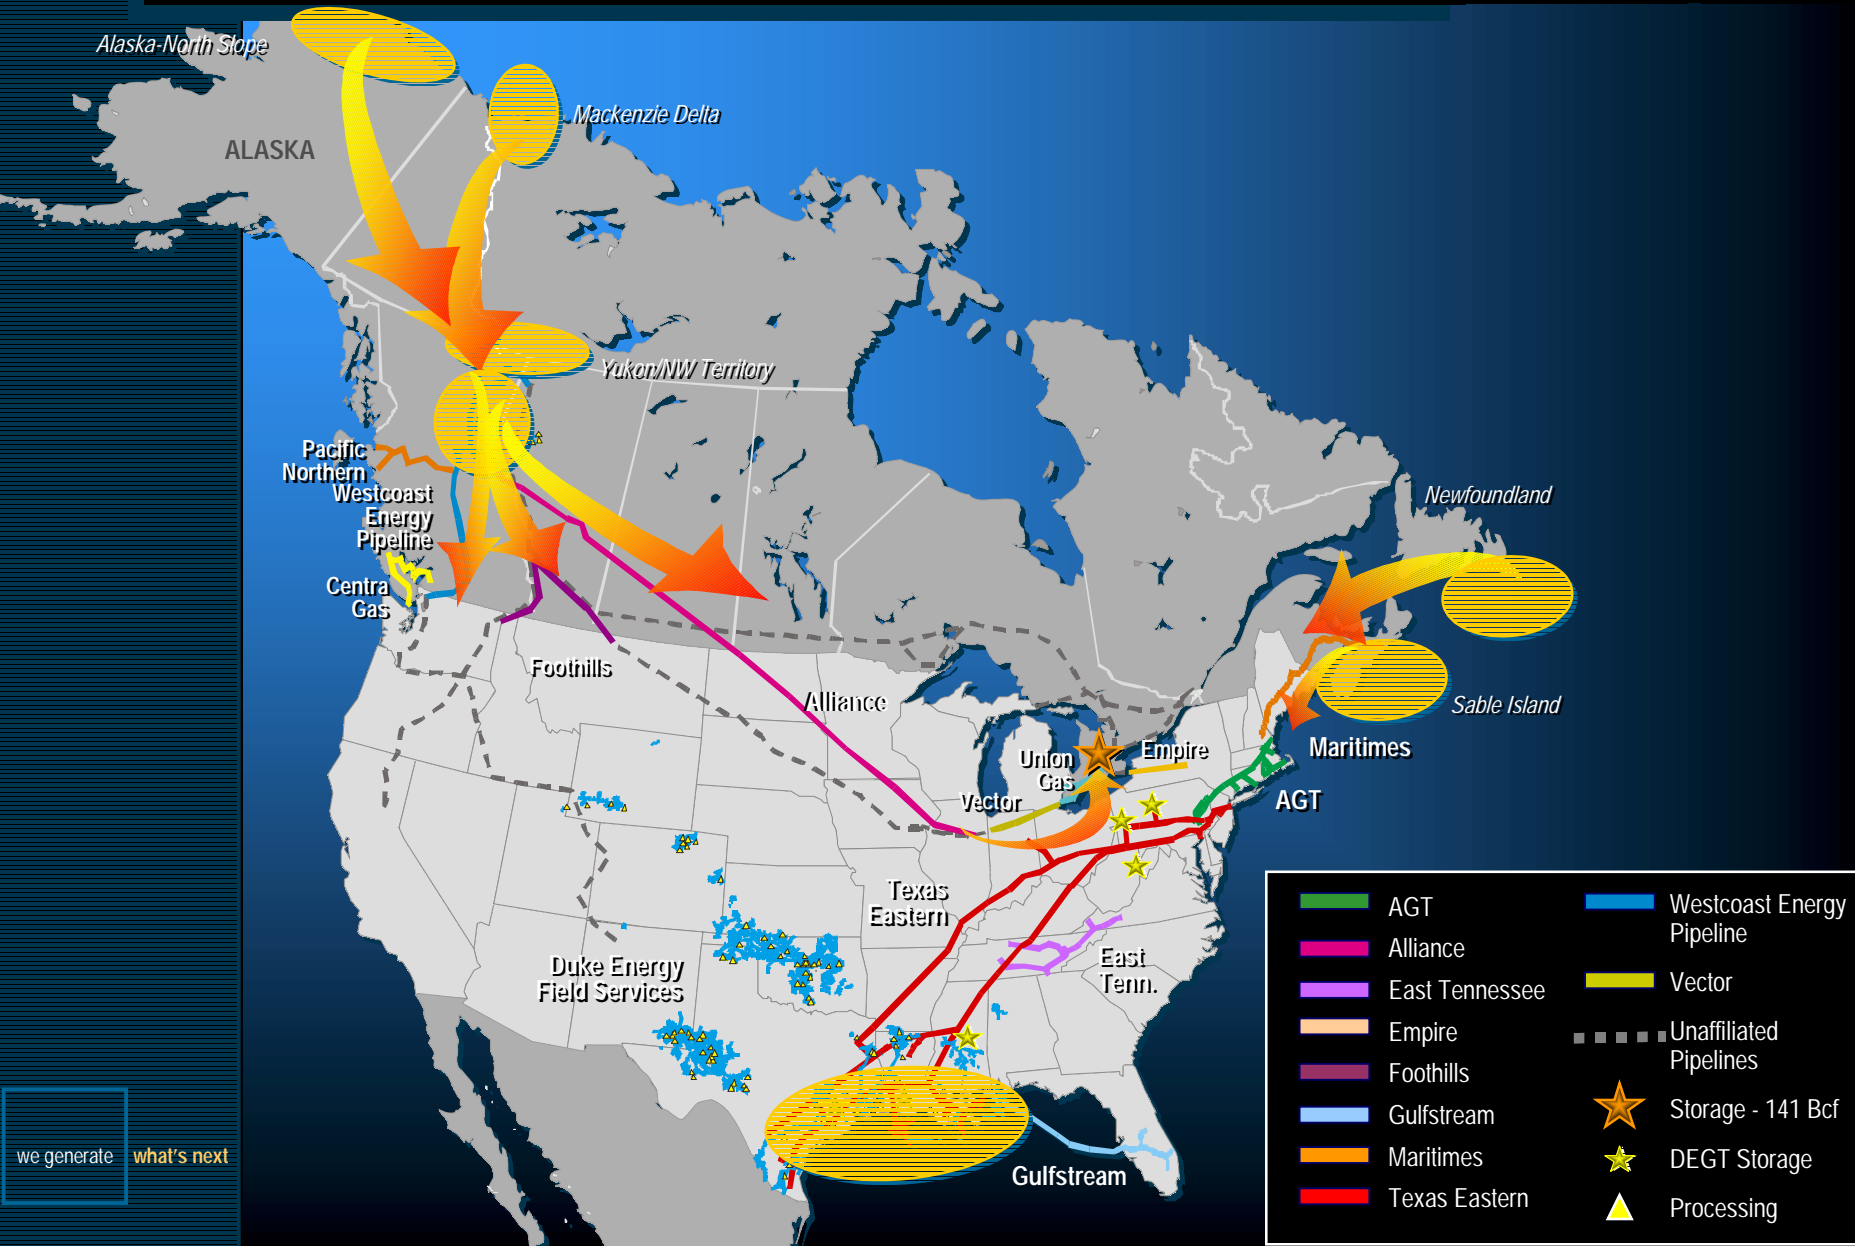 Alaska-North Slope
Mackenzie Delta
ALASKA
Yukon/NW Territory
Pacific
Northern
Westcoast
Energy
Pipeline
Centra
Gas
Newfoundland
Foothills
Alliance
Sable Island
Maritimes
Union
Gas
Empire
Vector
AGT
Texas
Eastern
East
Tenn.
Duke Energy
Field Services
Gulfstream
we generate what's next
AGT
Alliance
East Tennessee
Empire
Foothills
Gulfstream
Maritimes
Texas Eastern
Westcoast Energy
Pipeline
Vector
Unaffiliated
Pipelines
Storage - 141 Bcf
DEGT Storage
Processing